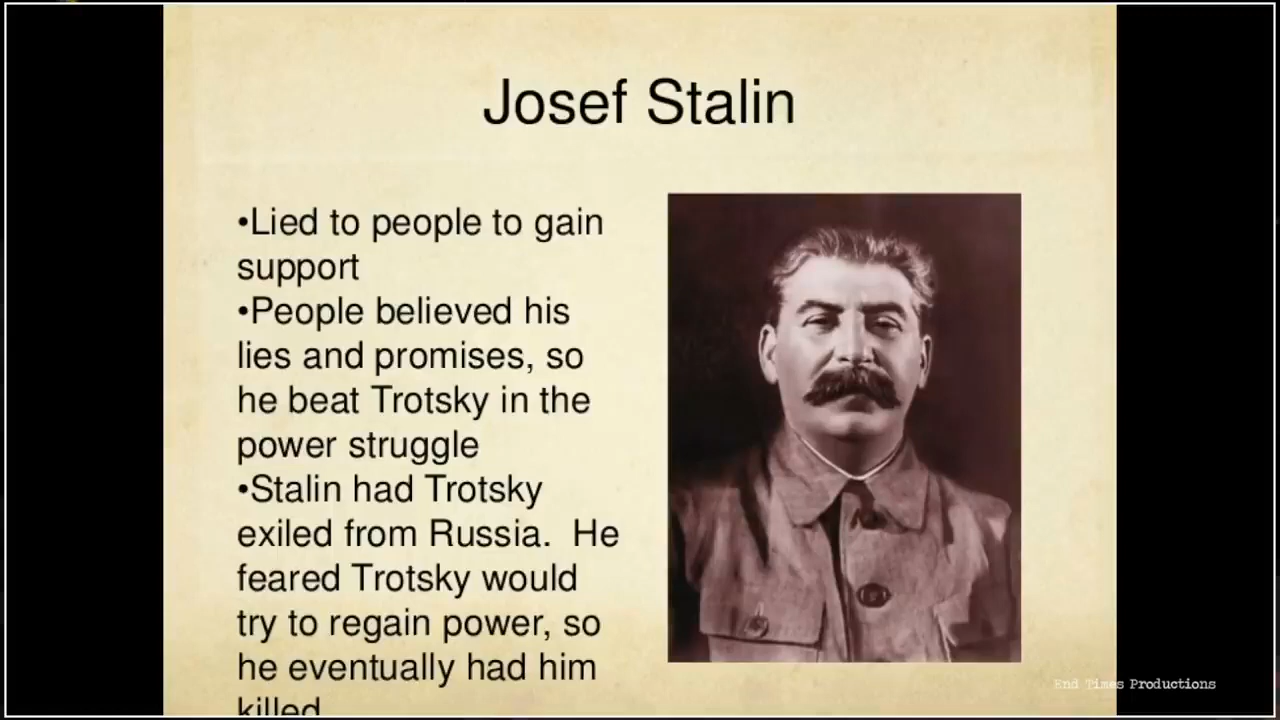 Josef Stalin
•Lied to people to gain
support
•People believed his
lies and promises, so
he beat Trotsky in the
power struggle
•Stalin had Trotsky
exiled from Russia.  He
feared Trotsky would
try to regain power, so
he eventually had him
killed
End Times Productions